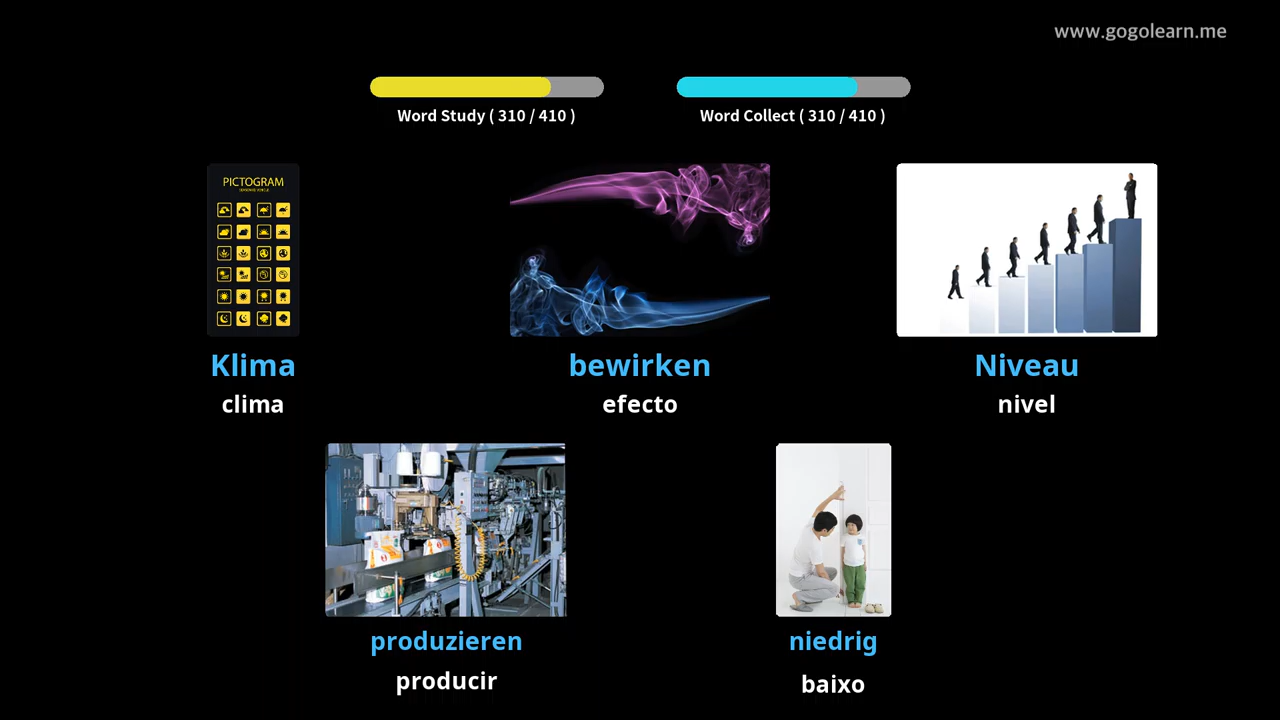 www.gogolearn.me
Word Study ( 310 / 410 )
Word Collect ( 310 / 410 )
PICTOGRAM
Klima
bewirken
Niveau
clima
efecto
nivel
produzieren
niedrig
producir
baixo